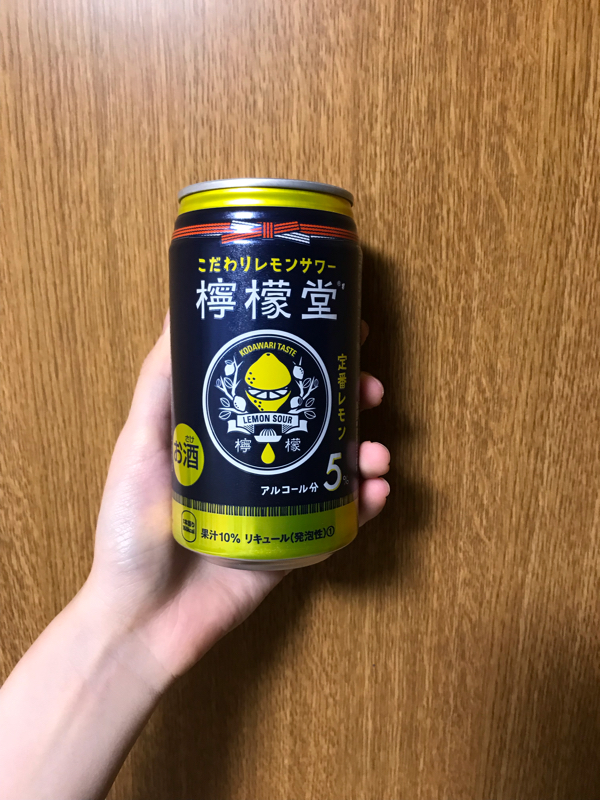 こだわりレモンサワー
檸檬堂
KODAWARI TASTE
LEMON SOUR
檸檬
定番レモン
さけ
お酒
アルコール分 5%
果汁10% リキュール(発泡性)①